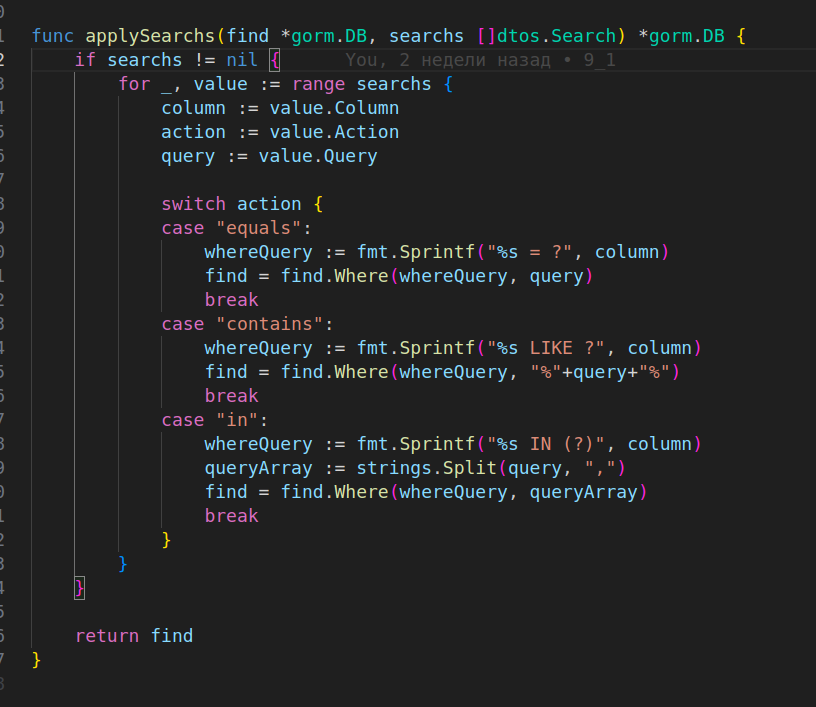 func applySearchs(find *gorm.DB, searchs []dtos.Search) *gorm.DB {
if searchs != nil { You, 2 недели назад • 9_1
for _, value := range searchs {
column := value.Column
action := value.Action
query := value.Query
switch action {
case "equals":
whereQuery := fmt.Sprintf("%s = ?", column)
find = find.Where(whereQuery, query)
break
case "contains":
whereQuery := fmt.Sprintf("%s LIKE ?", column)
find = find.Where(whereQuery, "%"+query+"%")
break
case "in":
whereQuery := fmt.Sprintf("%s IN (?)", column)
queryArray := strings.Split(query, ",")
find = find.Where(whereQuery, queryArray)
break
}
}
}
return find
}